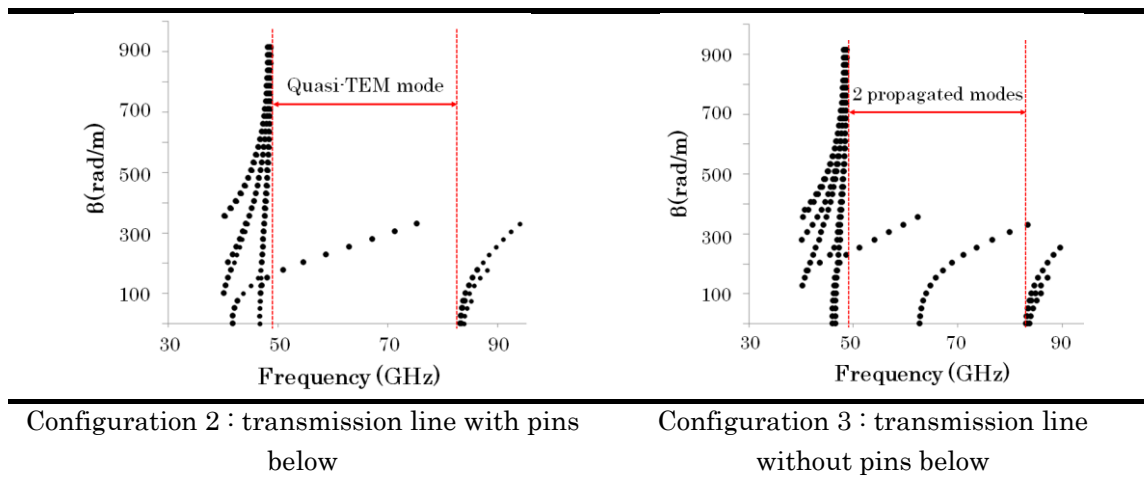 900
700
500
300
100
β(rad/m)
Quasi-TEM mode
30
50
70
90
Frequency (GHz)
900
700
500
300
100
β(rad/m)
2 propagated modes
30
50
70
90
Frequency (GHz)
Configuration 2 : transmission line with pins
below
Configuration 3 : transmission line
without pins below